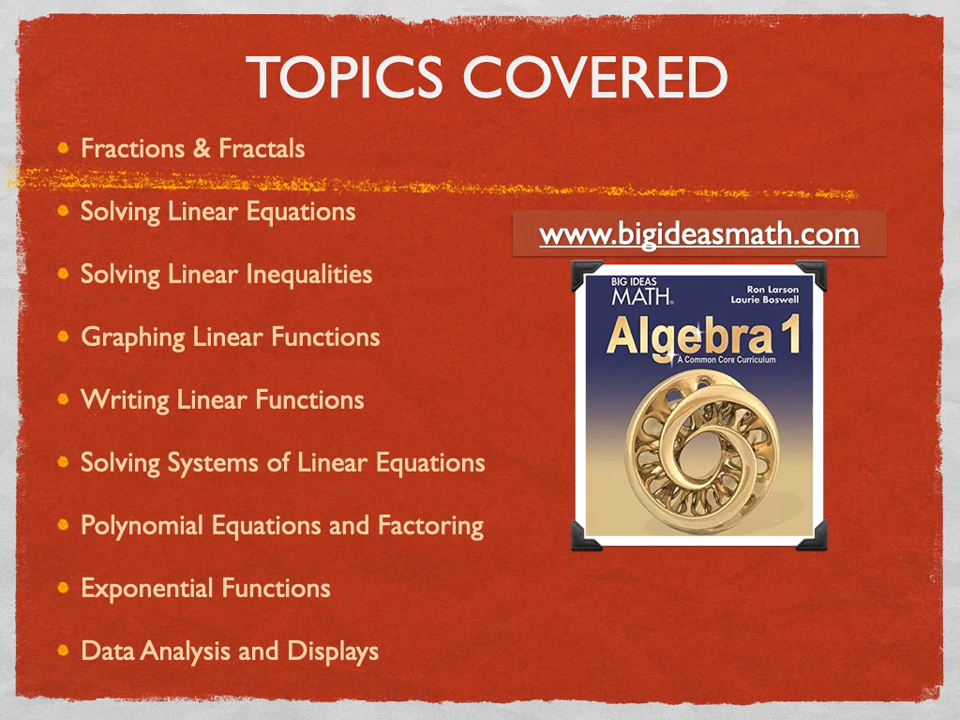 TOPICS COVERED
Fractions & Fractals
Solving Linear Equations
Solving Linear Inequalities
Graphing Linear Functions
Writing Linear Functions
Solving Systems of Linear Equations
Polynomial Equations and Factoring
Exponential Functions
Data Analysis and Displays
www.bigideasmath.com
BIG IDEAS
MATH®
Ron Larson
Laurie Boswell
Algebra 1
A Common Core Curriculum